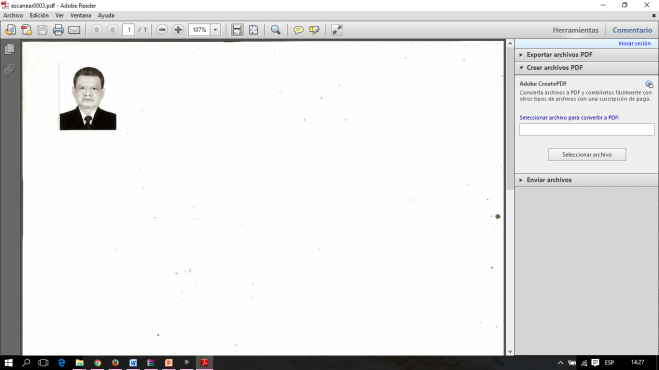 escanear0003.pdf - Adobe Reader
Archivo Edición Ver Ventana Ayuda
1 / 1 107% Herramientas Comentario
Iniciar sesión
Exportar archivos PDF
Crear archivos PDF
Adobe CreatePDF
Convierta archivos a PDF y combínelos fácilmente con
otros tipos de archivos con una suscripción de pago.
Seleccionar archivo para convertir a PDF:
Seleccionar archivo
Enviar archivos
ESP 14:27